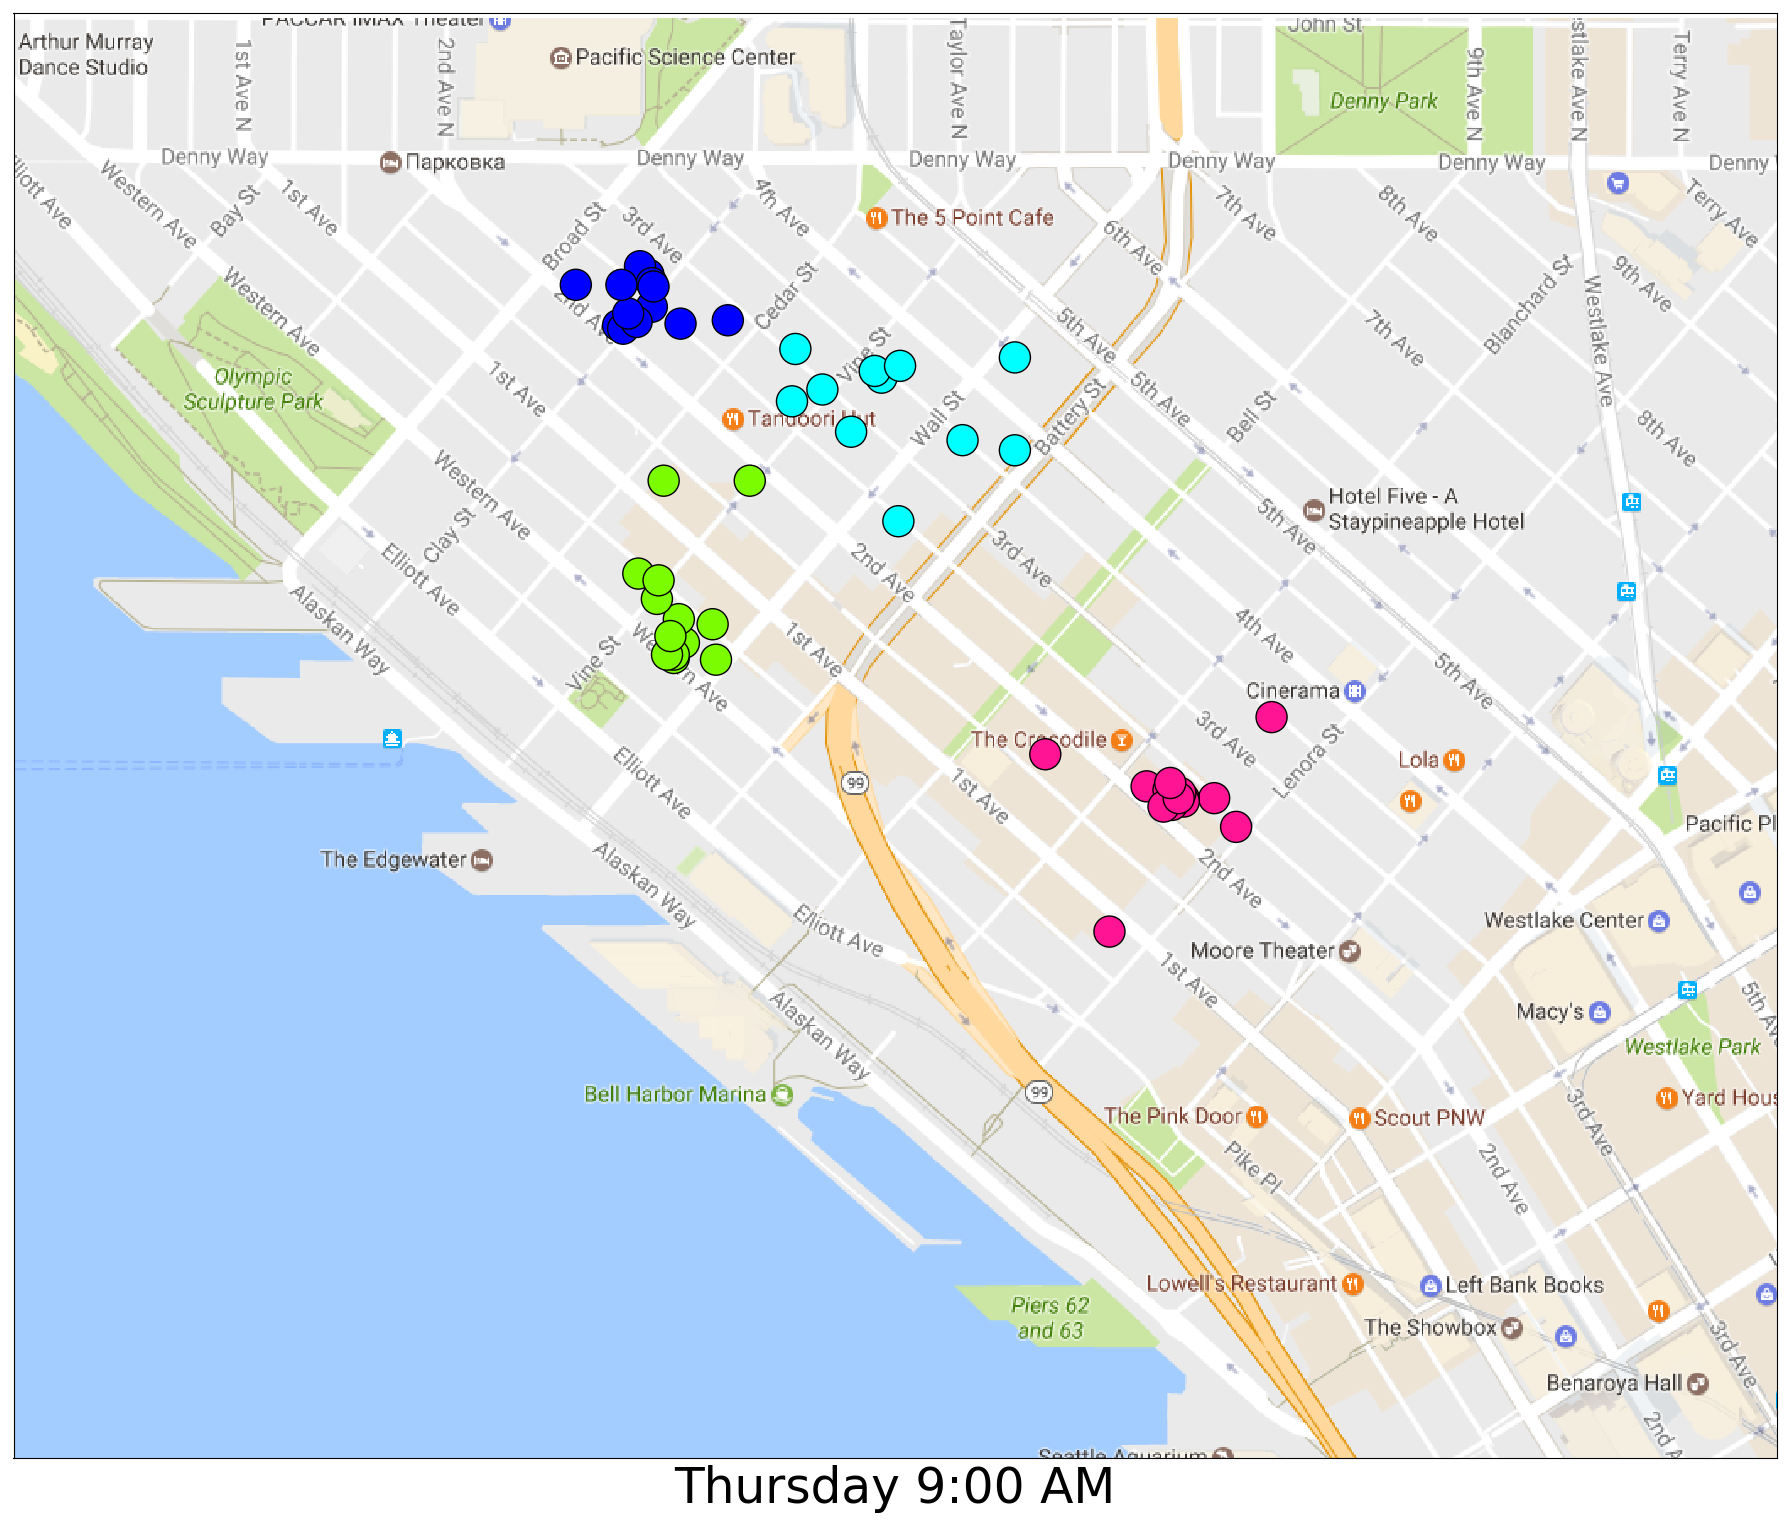 PACCAR IMAX Theater
Arthur Murray
Dance Studio
1st Ave N
2nd Ave N
Pacific Science Center
Taylor Ave N
John St
Denny Park
9th Ave N
Westlake Ave N
Terry Ave N
Denny Way
Парковка
Denny Way
Denny Way
Denny Way
Denny Way
Denny
Elliott Ave
Western Ave
Bay St
1st Ave
Broad St
3rd Ave
4th Ave
The 5 Point Cafe
6th Ave
7th Ave
8th Ave
Terry Ave
Western Ave
2nd Ave
Cedar St
5th Ave
7th Ave
Blanchard St
9th Ave
Westlake Ave
Olympic
Sculpture Park
1st Ave
Vine St
Tandoori Hut
Wall St
Battery St
5th Ave
Bell St
8th Ave
Western Ave
Clay St
Elliott Ave
Hotel Five - A
Staypineapple Hotel
5th Ave
2nd Ave
3rd Ave
Alaskan Way
Vine St
Western Ave
1st Ave
4th Ave
5th Ave
Cinerama
3rd Ave
Lenora St
The Crocodile
Lola
Elliott Ave
99
1st Ave
Pacific Pl
The Edgewater
Alaskan Way
2nd Ave
Elliott Ave
Westlake Center
Moore Theater
1st Ave
Alaskan Way
Macy's
5th Av
Westlake Park
Bell Harbor Marina
99
The Pink Door
Scout PNW
3rd Ave
Yard Hous
Pike Pl
2nd Ave
Lowell's Restaurant
Left Bank Books
Piers 62
and 63
The Showbox
3rd Ave
Benaroya Hall
2nd A
Seattle Aquarium
Thursday 9:00 AM